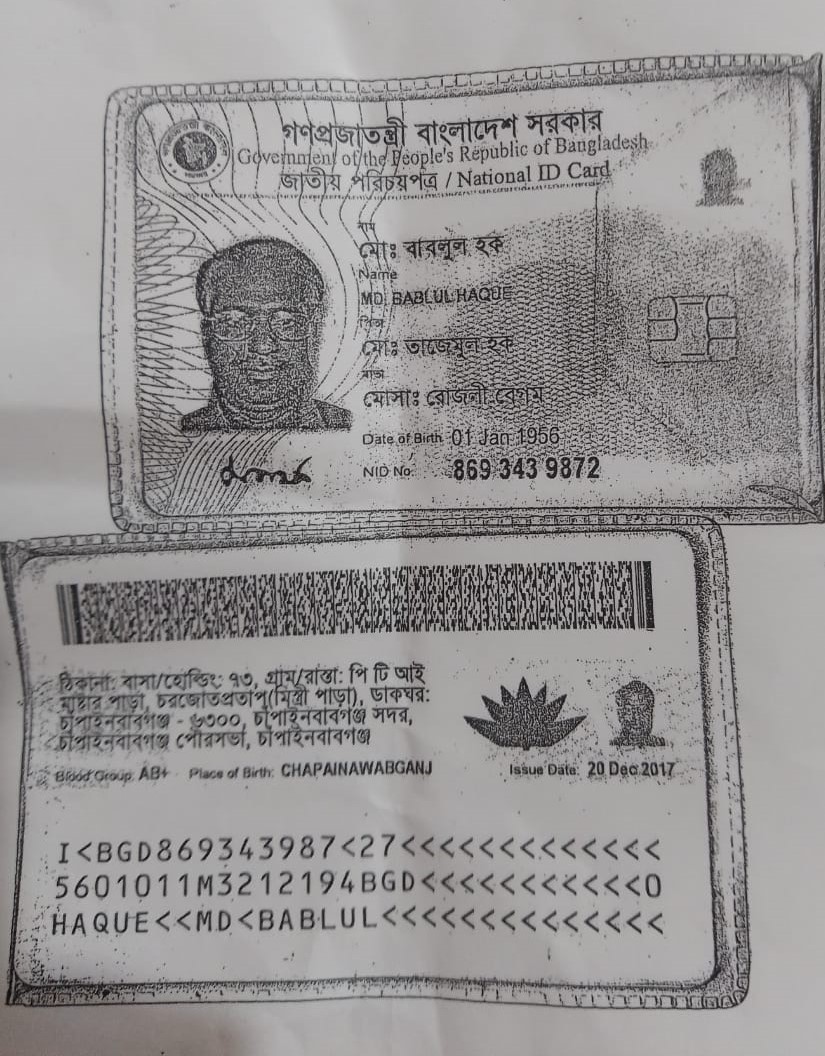 গণপ্রজাতন্ত্রী বাংলাদেশ সরকার
Government of the People's Republic of Bangladesh
জাতীয় পরিচয়পত্র / National ID Card
নাম
মোঃ বাবলুল হক
Name
MD. BABLUL HAQUE
পিতা
মোঃ তাজেমুল হক
মাতা
মোসাঃ রোজলী বেগম
Date of Birth 01 Jan 1956
NID No. 869 343 9872
ঠিকানা: বাসা/হোল্ডিং: ১৭, গ্রাম/রাস্তা: পি টি আই
পাড়া, চরজোতপ্রতাপ(মিস্ত্রী পাড়া), ডাকঘর:
চাঁপাইনবাবগঞ্জ - ৬৩০০, চাঁপাইনবাবগঞ্জ সদর,
চাঁপাইনবাবগঞ্জ পৌরসভা, চাঁপাইনবাবগঞ্জ
Blood Group: AB+ Place of Birth: CHAPAINAWABGANJ Issue Date: 20 Dec 2017
I<BGD869343987<27<<<<<<<<<<<<<
5601011M3212194BGD<<<<<<<<<<<0
HAQUE<<MD<BABLUL<<<<<<<<<<<<<<